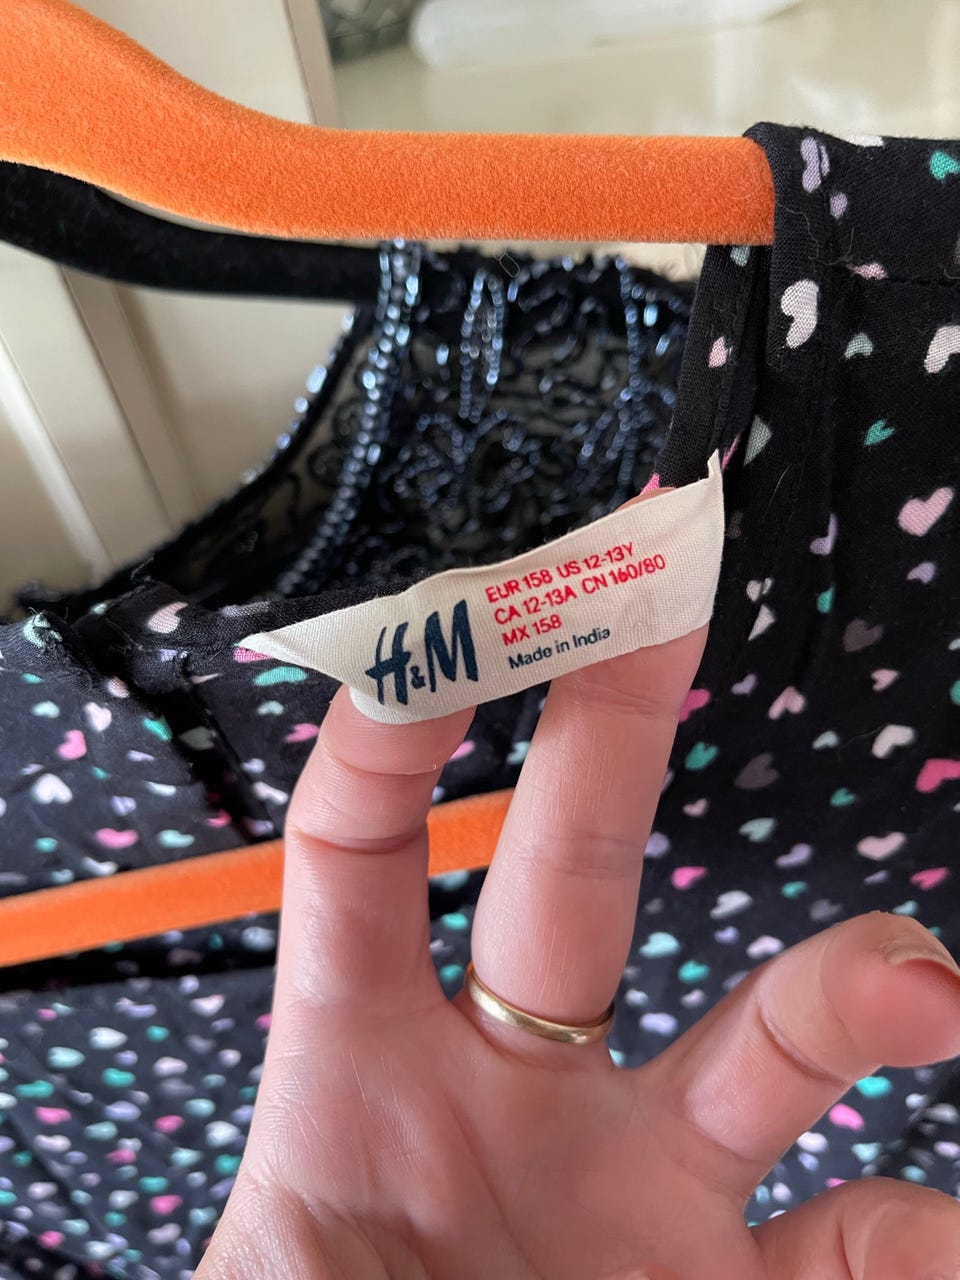 H&M
EUR 158 US 12-13Y
CA 12-13A CN 160/80
MX 158
Made in India